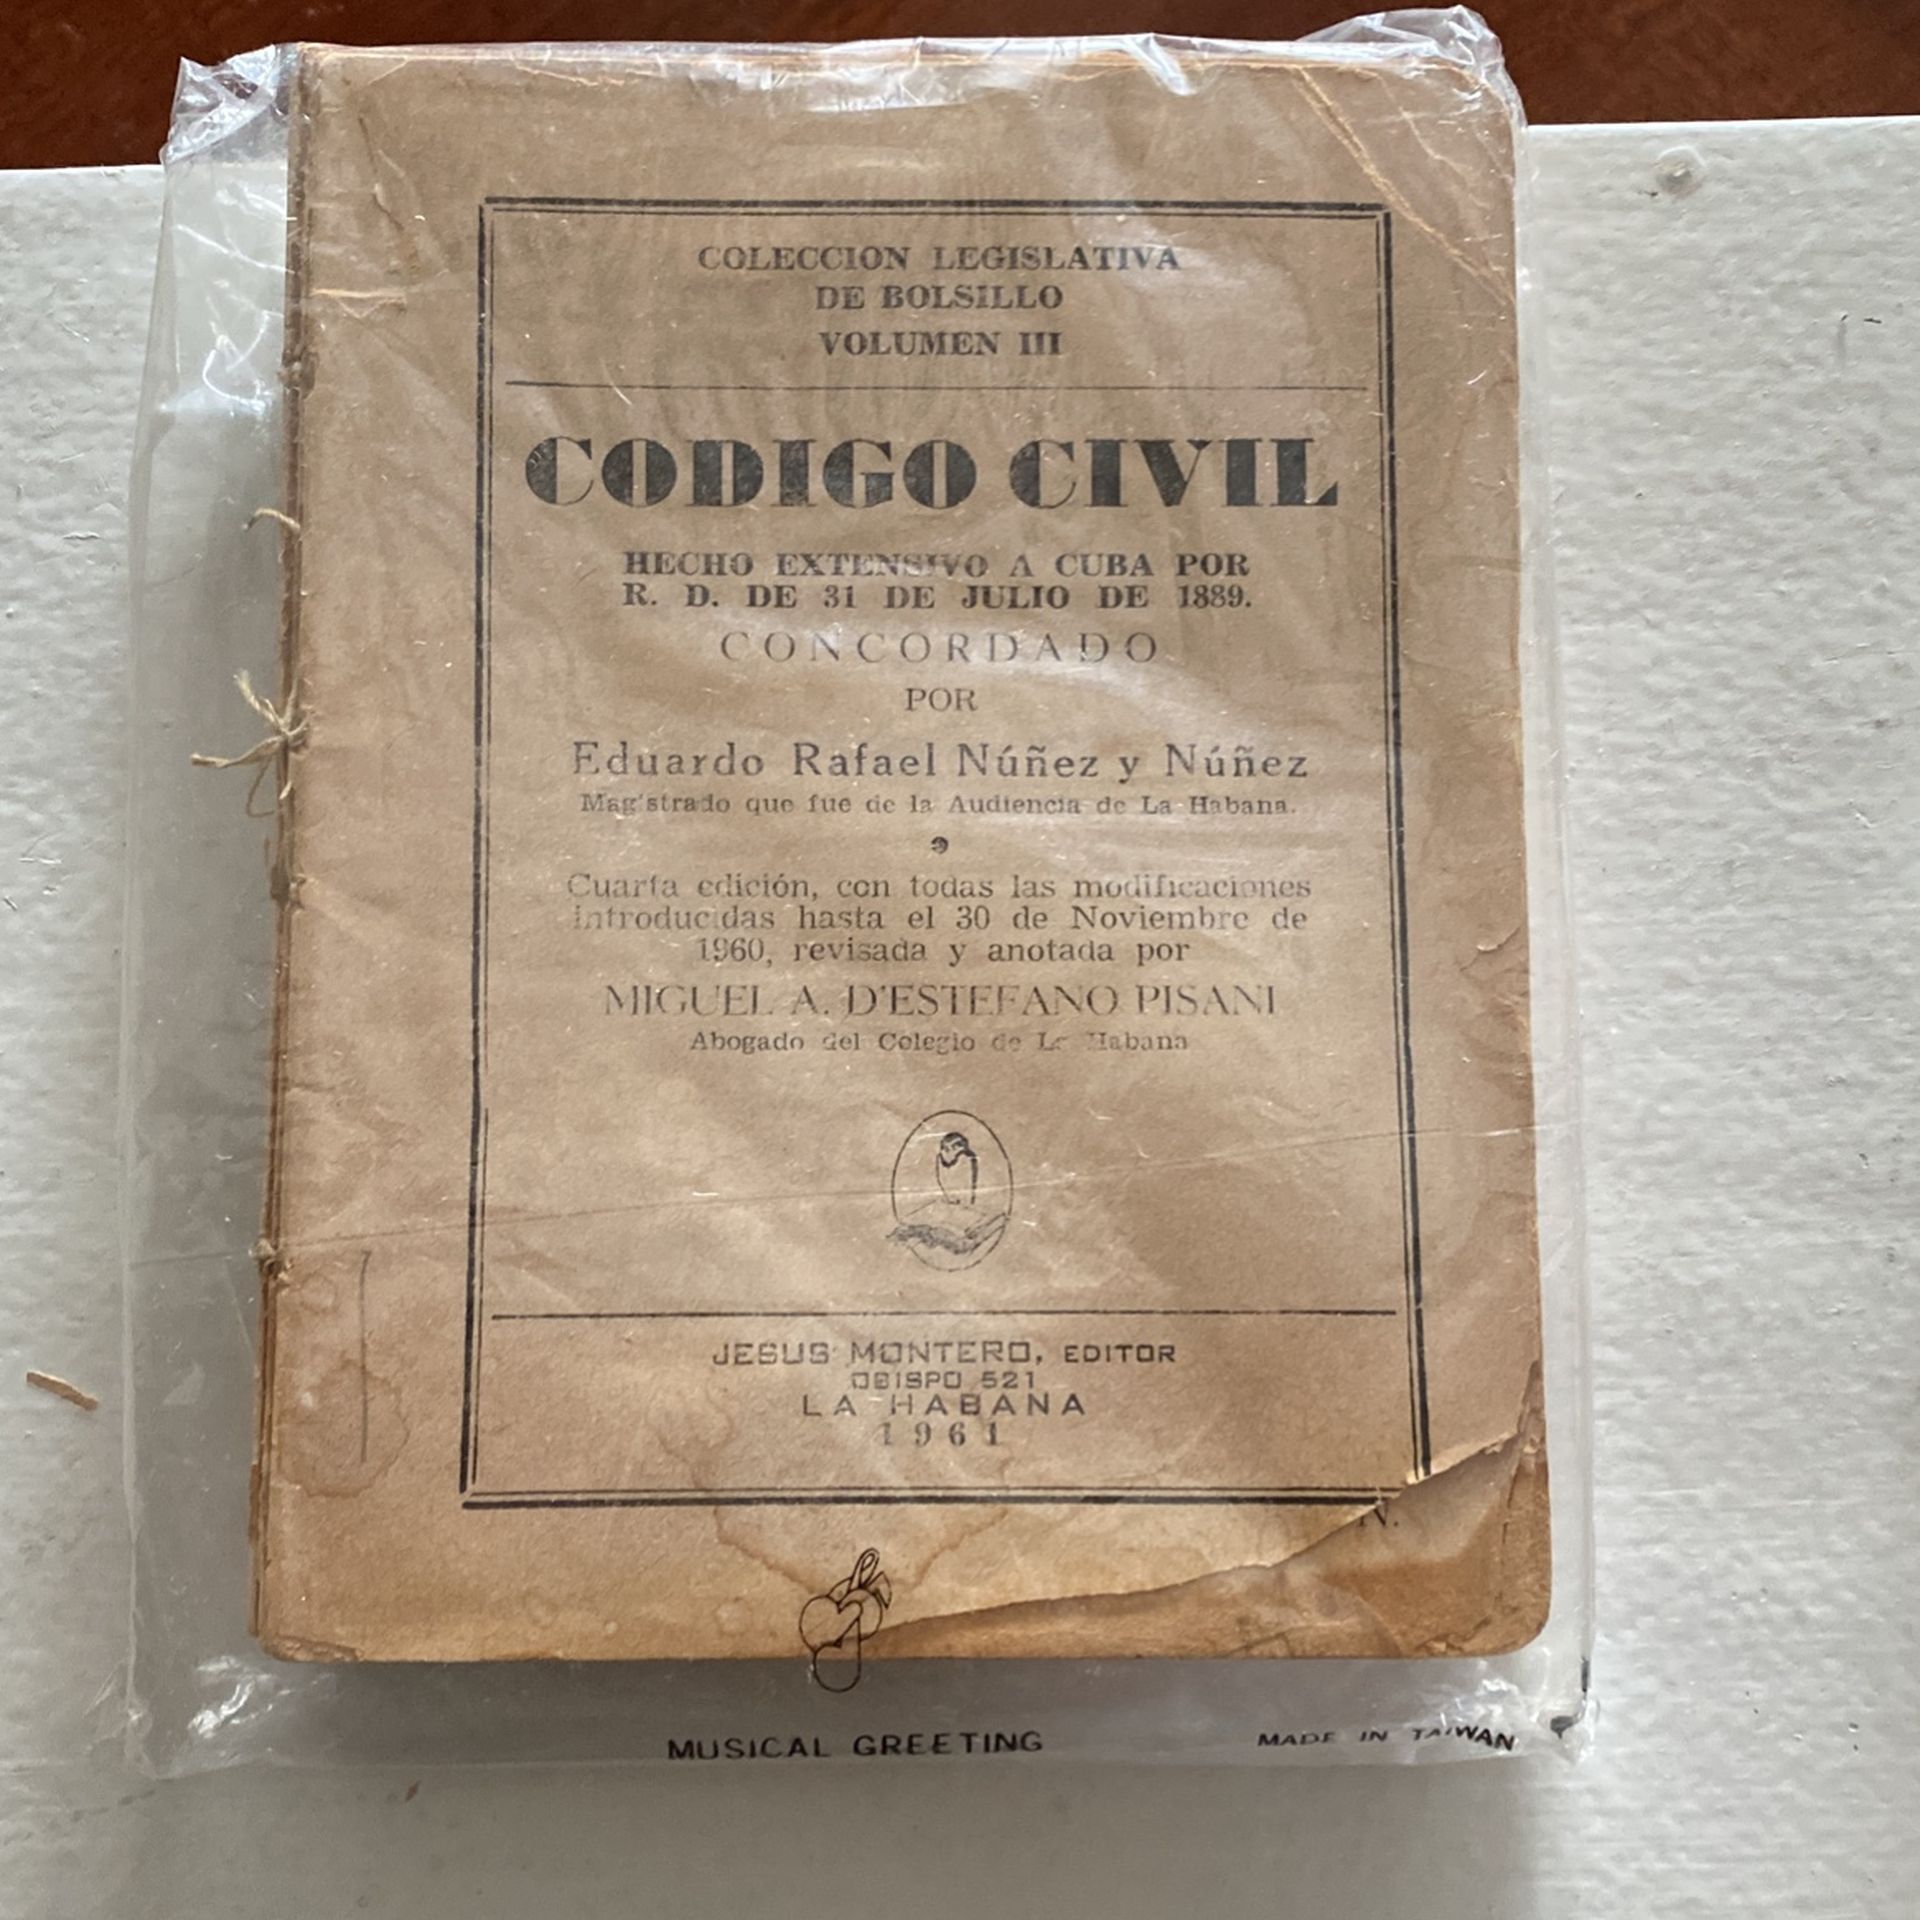 COLECCION LEGISLATIVA
DE BOLSILLO
VOLUMEN III
CODIGO CIVIL
HECHO EXTENSIVO A CUBA POR
R. D. DE 31 DE JULIO DE 1889.
CONCORDADO
POR
Eduardo Rafael Núñez y Núñez
Magistrado que fue de la Audiencia de La Habana.
Cuarta edición, con todas las modificaciones
introducidas hasta el 30 de Noviembre de
1960, revisada y anotada por
MIGUEL A. D'ESTEFANO PISANI
Abogado del Colegio de La Habana
JESUS MONTERO, EDITOR
OBISPO 521
LA HABANA
1961
N.
MUSICAL GREETING
MADE IN TAIWAN